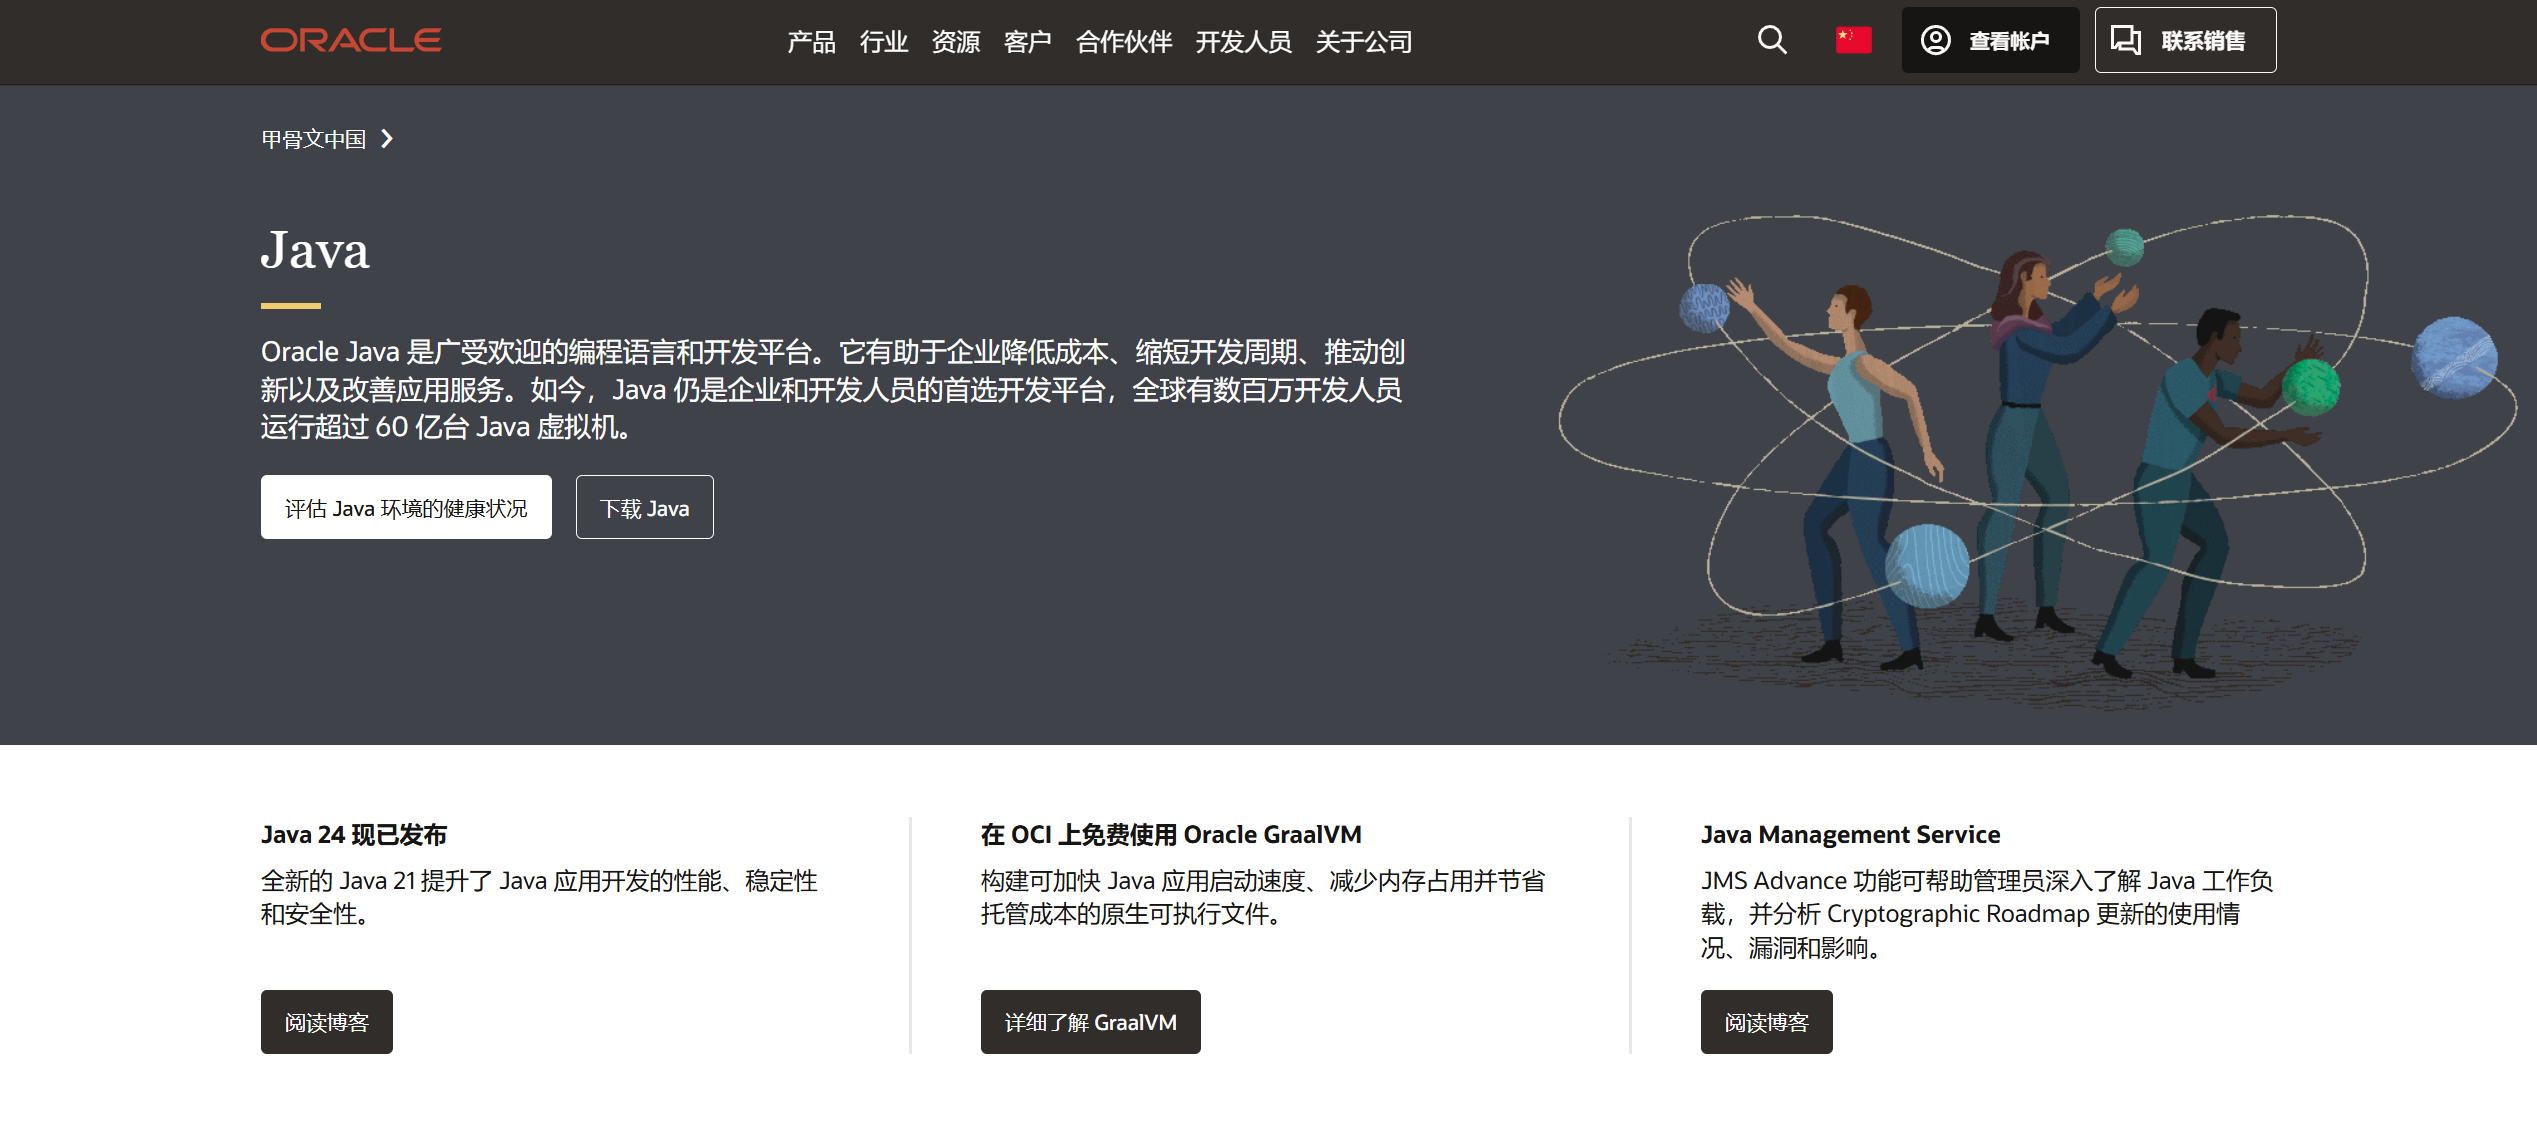 ORACLE
产品 行业 资源 客户 合作伙伴 开发人员 关于公司
查看帐户
联系销售
甲骨文中国
Java
Oracle Java 是广受欢迎的编程语言和开发平台。它有助于企业降低成本、缩短开发周期、推动创
新以及改善应用服务。如今，Java 仍是企业和开发人员的首选开发平台，全球有数百万开发人员
运行超过 60 亿台 Java 虚拟机。
评估 Java 环境的健康状况
下载 Java
Java 24 现已发布
全新的 Java 21 提升了 Java 应用开发的性能、稳定性
和安全性。
阅读博客
在 OCI 上免费使用 Oracle GraalVM
构建可加快 Java 应用启动速度、减少内存占用并节省
托管成本的原生可执行文件。
详细了解 GraalVM
Java Management Service
JMS Advance 功能可帮助管理员深入了解 Java 工作负
载，并分析 Cryptographic Roadmap 更新的使用情
况、漏洞和影响。
阅读博客